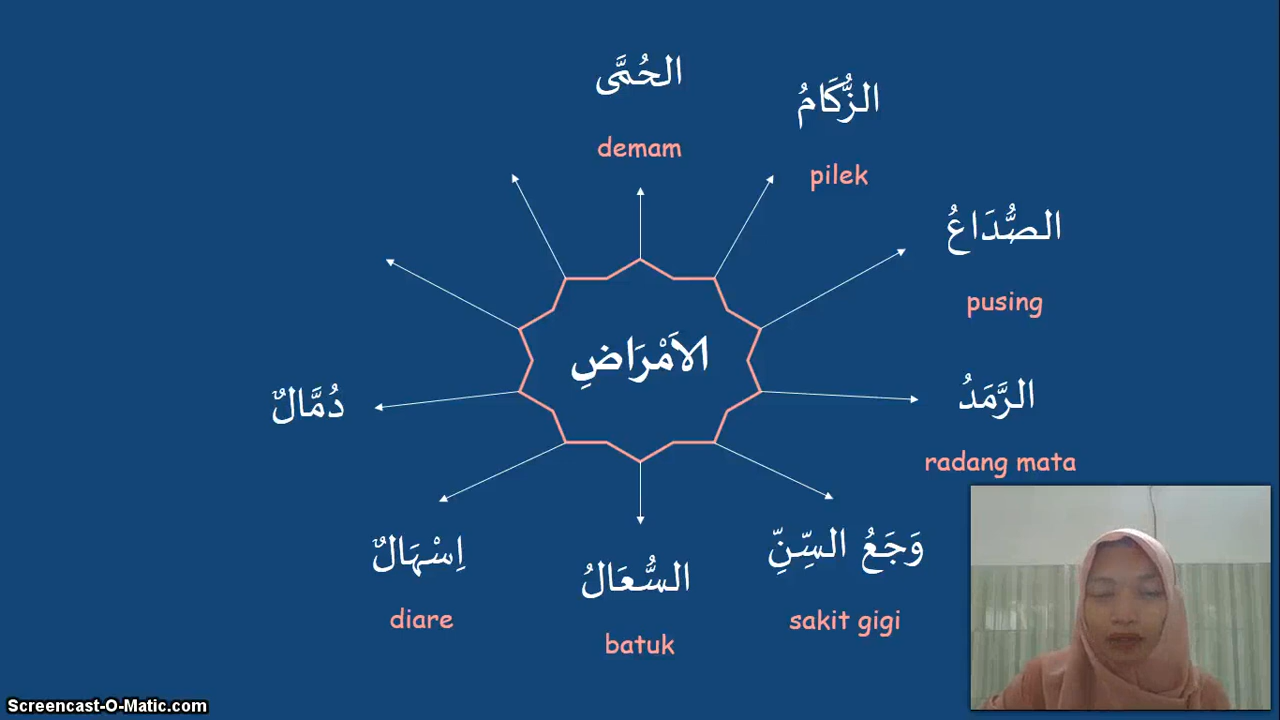 الحُمَّى
demam
الزُّكَامُ
pilek
الصُّدَاعُ
pusing
الرَّمَدُ
radang mata
وَجَعُ السِّنِّ
sakit gigi
السُّعَالُ
batuk
اِسْهَالٌ
diare
دُمَّالٌ
الاَمْرَاضِ
Screencast-O-Matic.com